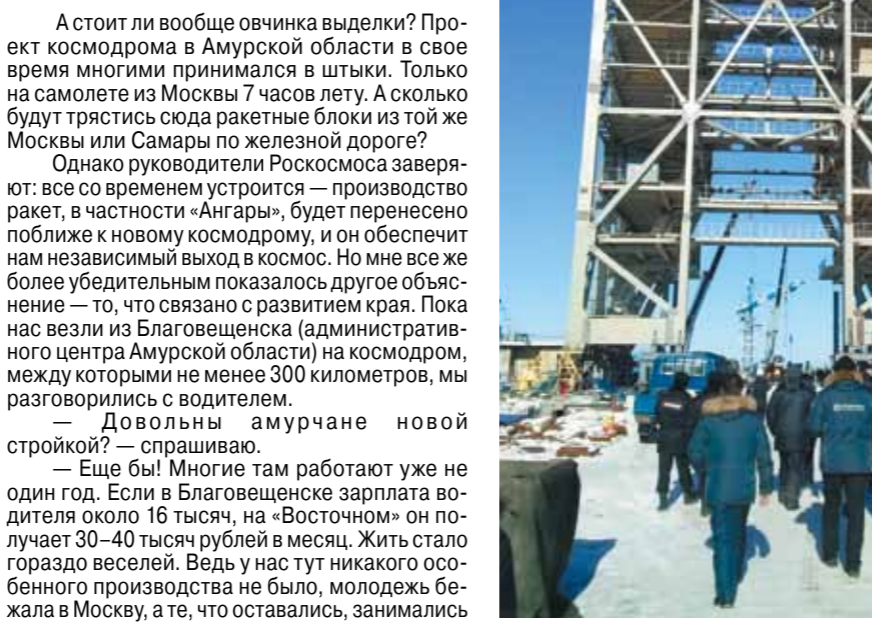 А стоит ли вообще овчинка выделки? Про-
ект космодрома в Амурской области в свое
время многими принимался в штыки. Только
на самолете из Москвы 7 часов лету. А сколько
будут трястись сюда ракетные блоки из той же
Москвы или Самары по железной дороге?
Однако руководители Роскосмоса заверя-
ют: все со временем устроится — производство
ракет, в частности «Ангары», будет перенесено
поближе к новому космодрому, и он обеспечит
нам независимый выход в космос. Но мне все же
более убедительным показалось другое объяс-
нение — то, что связано с развитием края. Пока
нас везли из Благовещенска (административ-
ного центра Амурской области) на космодром,
между которыми не менее 300 километров, мы
разговорились с водителем.
— Довольны амурчане новой
стройкой? — спрашиваю.
— Еще бы! Многие там работают уже не
один год. Если в Благовещенске зарплата во-
дителя около 16 тысяч, на «Восточном» он по-
лучает 30–40 тысяч рублей в месяц. Жить стало
гораздо веселей. Ведь у нас тут никакого осо-
бенного производства не было, молодежь бе-
жала в Москву, а те, что оставались, занимались